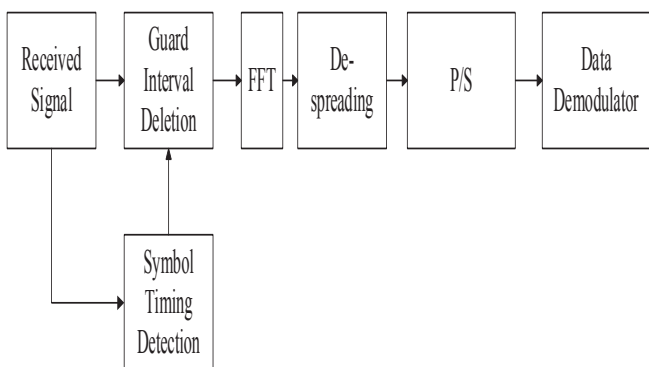 Received
Signal
Guard
Interval
Deletion
FFT
De-
spreading
P/S
Data
Demodulator
Symbol
Timing
Detection